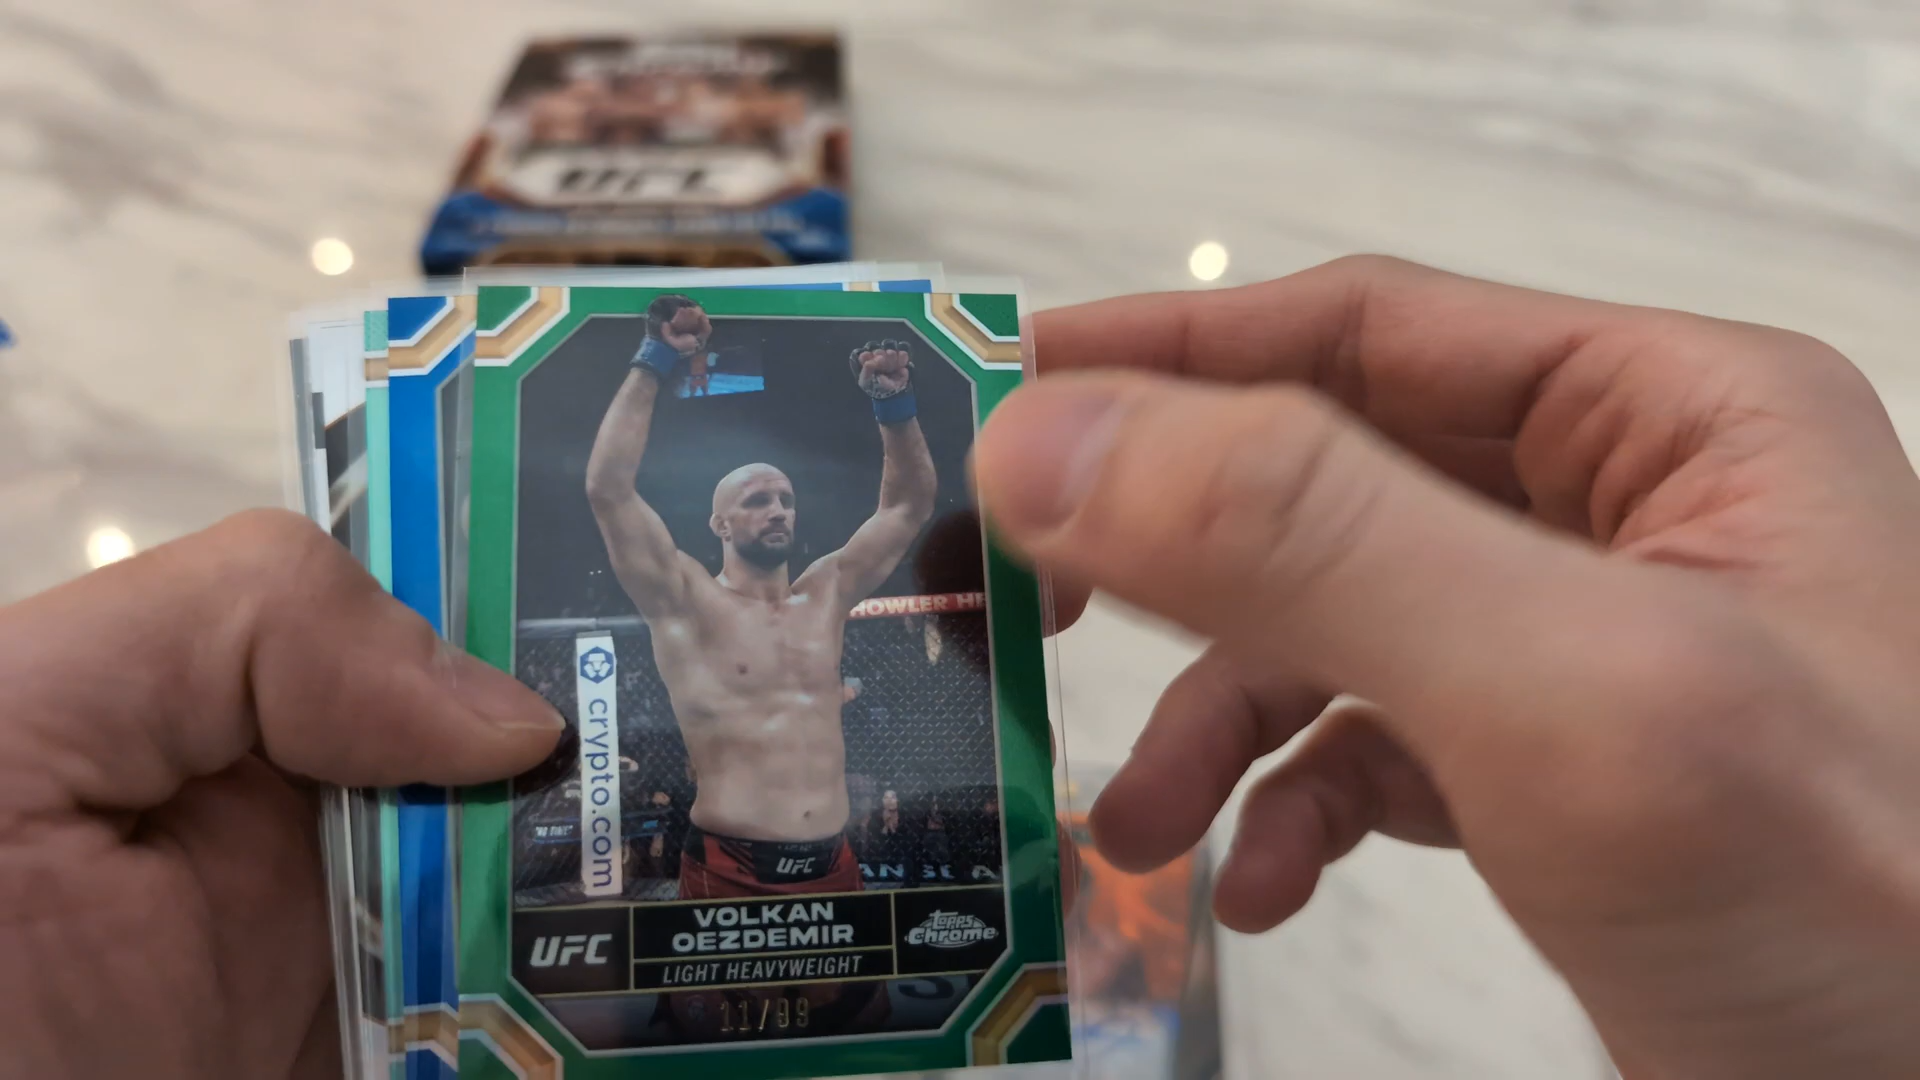 UFC
HOWLER HE
crypto.com
UFC
VOLKAN
OEZDEMIR
UFC
LIGHT HEAVYWEIGHT
Topps
Chrome
11/99